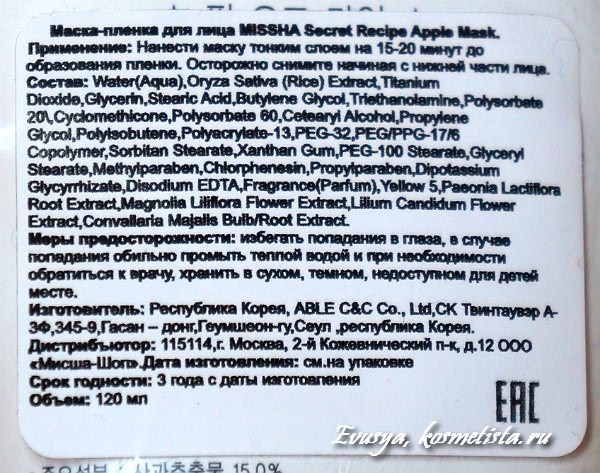 Маска-пленка для лица MISSHA Secret Recipe Apple Mask.
Применение: Нанести маску тонким слоем на 15-20 минут до
образования пленки. Осторожно снимите начиная с нижней части лица.
Состав: Water(Aqua),Oryza Sativa (Rice) Extract,Titanium
Dioxide,Glycerin,Stearic Acid,Butylene Glycol,Triethanolamine,Polysorbate
20\,Cyclomethicone,Polysorbate 60,Cetearyl Alcohol,Propylene
Glycol,Polyisobutene,Polyacrylate-13,PEG-32,PEG/PPG-17/6
Copolymer,Sorbitan Stearate,Xanthan Gum,PEG-100 Stearate,Glyceryl
Stearate,Methylparaben,Chlorphenesin,Propylparaben,Dipotassium
Glycyrrhizate,Disodium EDTA,Fragrance(Parfum),Yellow 5,Paeonia Lactiflora
Root Extract,Magnolia Liliflora Flower Extract,Lilium Candidum Flower
Extract,Convallaria Majalis Bulb/Root Extract.
Меры предосторожности: избегать попадания в глаза, в случае
попадания обильно промыть теплой водой и при необходимости
обратиться к врачу, хранить в сухом, темном, недоступном для детей
месте.
Изготовитель: Республика Корея, ABLE C&C Co., Ltd,СК Твинтаувэр А-
3Ф,345-9,Гасан – донг,Геумшеон-гу,Сеул ,республика Корея.
Дистрибьютор: 115114,г. Москва, 2-й Кожевнический п-к, д.12 ООО
«Мисша-Шоп».Дата изготовления: см.на упаковке
Срок годности: 3 года с даты изготовления
Объем: 120 мл
EAC
Evusya, kosmetista.ru
사과추출물 15.0%